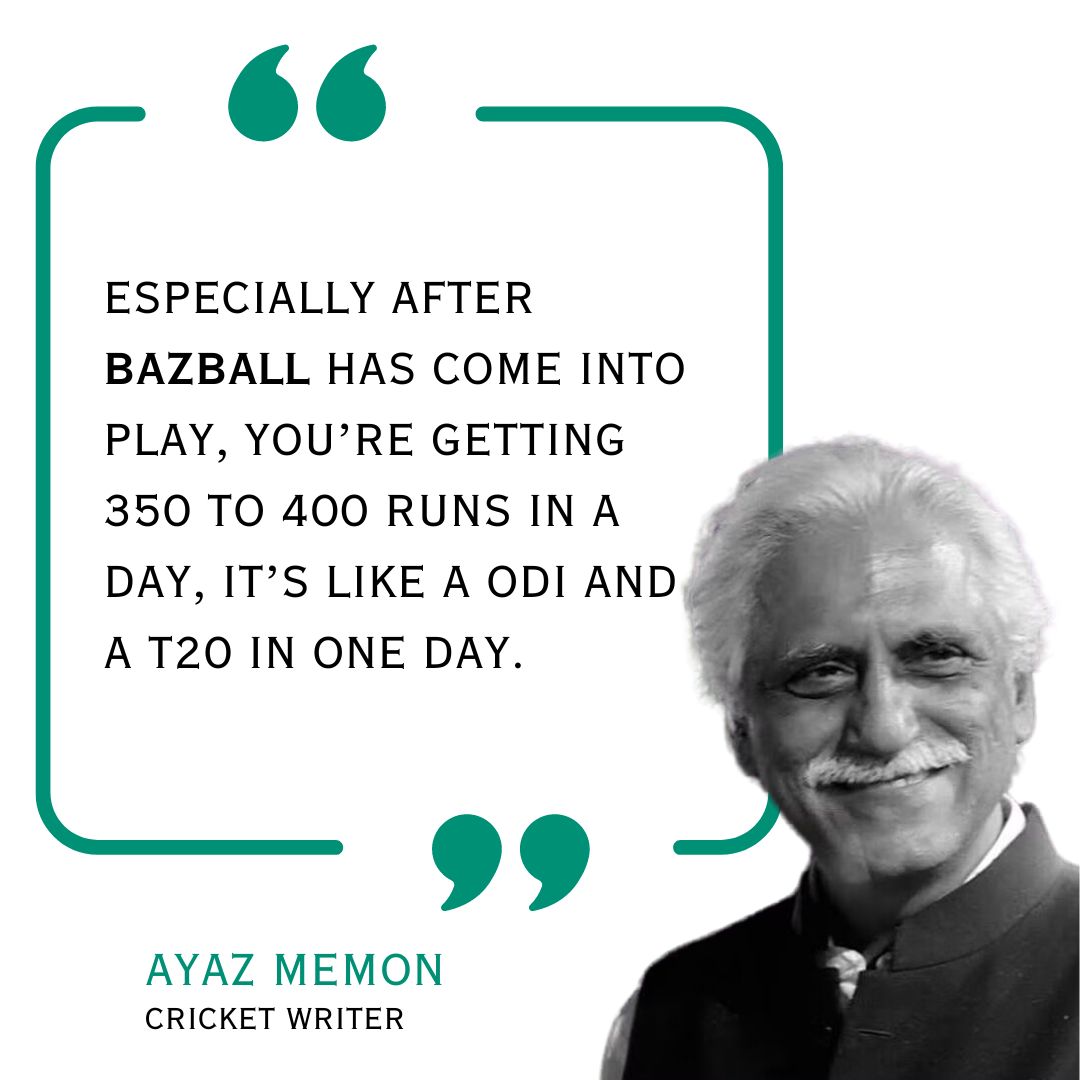 ESPECIALLY AFTER
BAZBALL HAS COME INTO
PLAY, YOU’RE GETTING
350 TO 400 RUNS IN A
DAY, IT’S LIKE A ODI AND
A T20 IN ONE DAY.
AYAZ MEMON
CRICKET WRITER